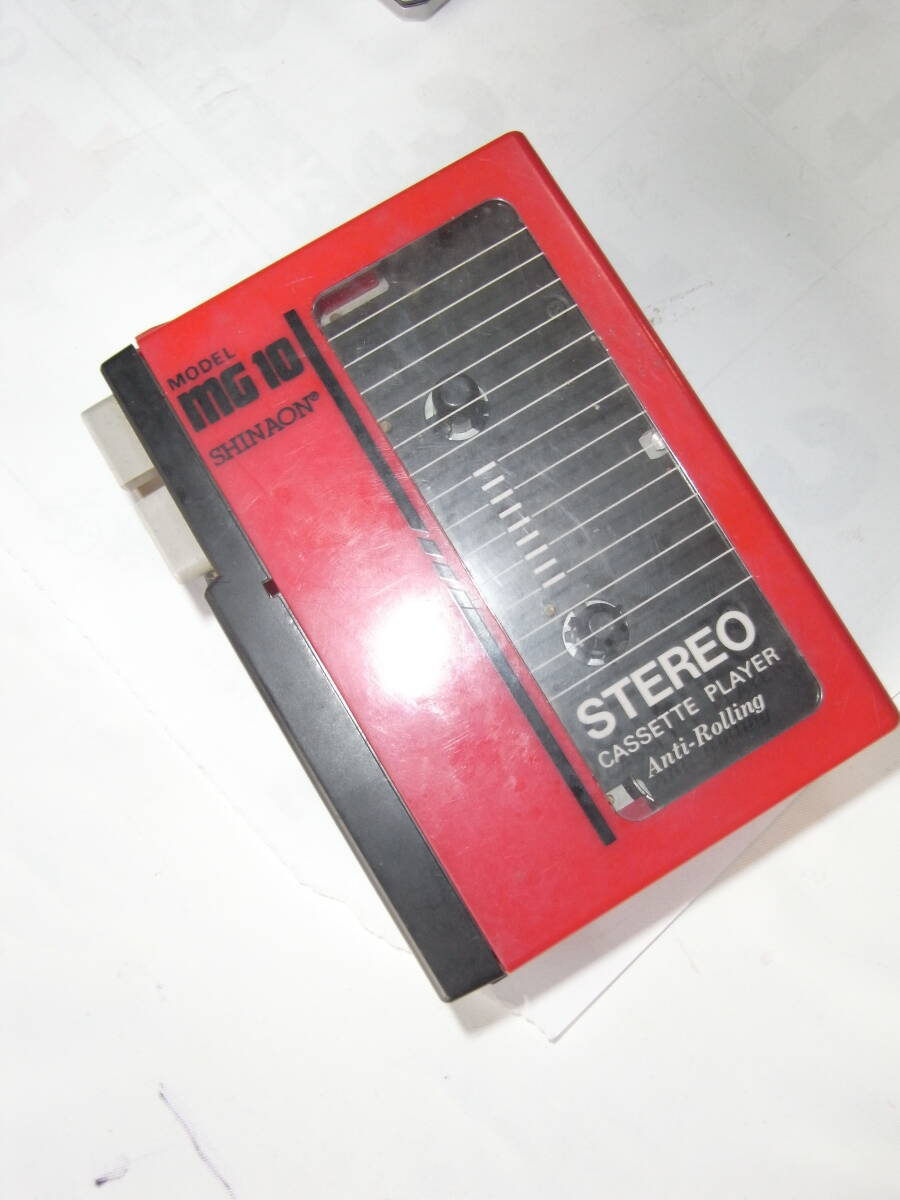 MODEL
MG 10
SHINAON®
STEREO
CASSETTE PLAYER
Anti-Rolling